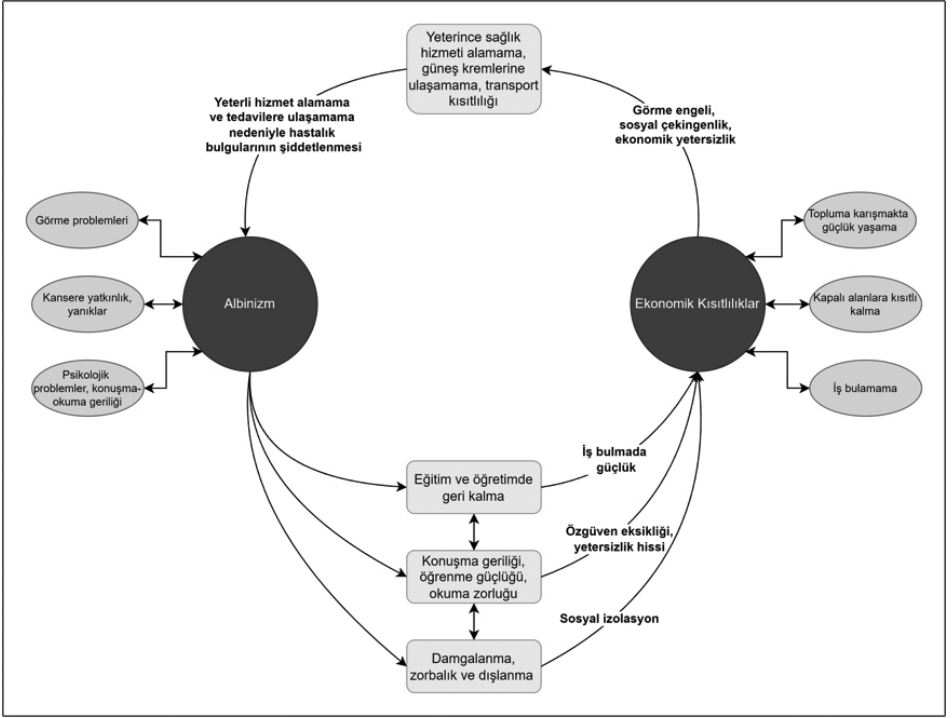 Yeterince sağlık
hizmeti alamama,
güneş kremlerine
ulaşamama, transport
kısıtlılığı
Yeterli hizmet alamama
ve tedavilere ulaşamama
nedeniyle hastalık
bulgularının şiddetlenmesi
Görme engeli,
sosyal çekingenlik,
ekonomik yetersizlik
Görme problemleri
Kansere yatkınlık,
yanıklar
Psikolojik
problemler, konuşma-
okuma geriliği
Albinizm
Ekonomik Kısıtlılıklar
Topluma karışmakta
güçlük yaşama
Kapalı alanlara kısıtlı
kalma
İş bulamama
Eğitim ve öğretimde
geri kalma
İş bulmada
güçlük
Konuşma geriliği,
öğrenme güçlüğü,
okuma zorluğu
Özgüven eksikliği,
yetersizlik hissi
Damgalanma,
zorbalık ve dışlanma
Sosyal izolasyon